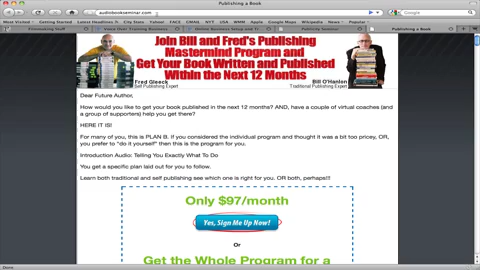 Publishing a Book
audiobookseminar.com
Most Visited
Getting Started
Latest Headlines
City
Yahoo
FACE
GMAIL
NYT
USA
WMM
Apple
Google Maps
Wikipedia
News
Popular
Publishing a Book
Join Bill and Fred's Publishing
Mastermind Program and
Get Your Book Written and Published
Within the Next 12 Months
Fred Gleeck
Self Publishing Expert
Bill O'Hanlon
Traditional Publishing Expert
Dear Future Author,
How would you like to get your book published in the next 12 months? AND, have a couple of virtual coaches (and
a group of supporters) help you get there?
HERE IT IS!
For many of you, this is PLAN B. if you considered the individual program and thought it was a bit too pricey, OR,
you prefer to "do it yourself" than this is the program for you.
Introduction Audio: Telling You Exactly What To Do
You get a specific plan laid out for you to follow.
Learn both traditional and self publishing see which one is right for you. OR both, perhaps!!!
Only $97/month
Yes, Sign Me Up Now!
Or
Get the Whole Program for a
Done